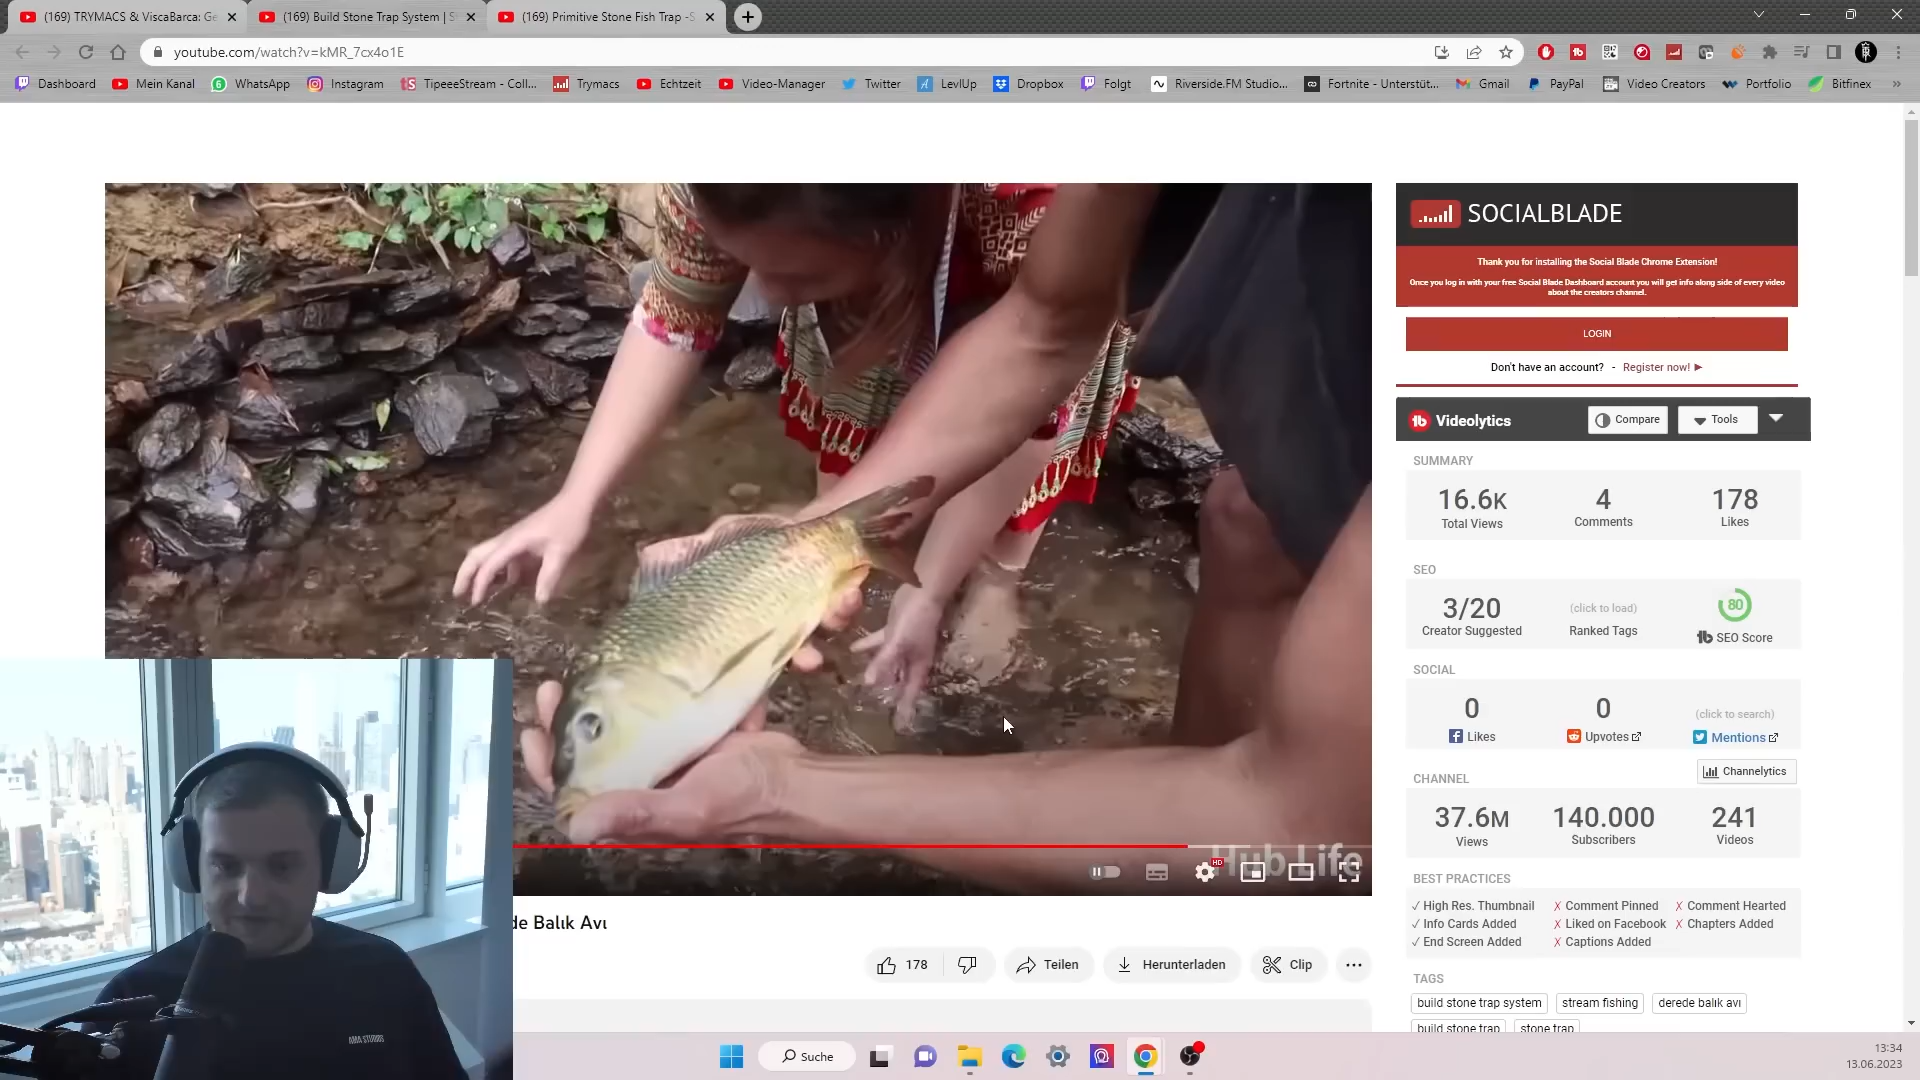 (169) TRYMACS & ViscaBarca: Ge
(169) Build Stone Trap System | S
(169) Primitive Stone Fish Trap -S
youtube.com/watch?v=kMR_7cx4o1E
Dashboard
Mein Kanal
6 WhatsApp
Instagram
TipeeeStream - Coll...
Trymacs
Echtzeit
Video-Manager
Twitter
LevlUp
Dropbox
Folgt
Riverside.FM Studio...
Fortnite - Unterstüt...
Gmail
PayPal
Video Creators
Portfolio
Bitfinex
»
SOCIALBLADE
Thank you for installing the Social Blade Chrome Extension!
Once you log in with your free Social Blade Dashboard account you will get info along side of every video
about the creators channel.
LOGIN
Don't have an account? - Register now! ►
tb Videolytics
Compare
Tools
SUMMARY
16.6K 4 178
Total Views Comments Likes
SEO
3/20 (click to load) 80
Creator Suggested Ranked Tags tb SEO Score
SOCIAL
0 0 (click to search)
Likes Upvotes Mentions
Channelytics
CHANNEL
37.6M 140.000 241
Views Subscribers Videos
BEST PRACTICES
✓ High Res. Thumbnail ✗ Comment Pinned ✗ Comment Hearted
✓ Info Cards Added ✗ Liked on Facebook ✗ Chapters Added
✓ End Screen Added ✗ Captions Added
TAGS
build stone trap system stream fishing derede balık avı
build stone trap stone trap
Hub Life
HD
de Balık Avı
178
Teilen
Herunterladen
Clip
AMA STUDIOS
Suche
13:34
13.06.2023